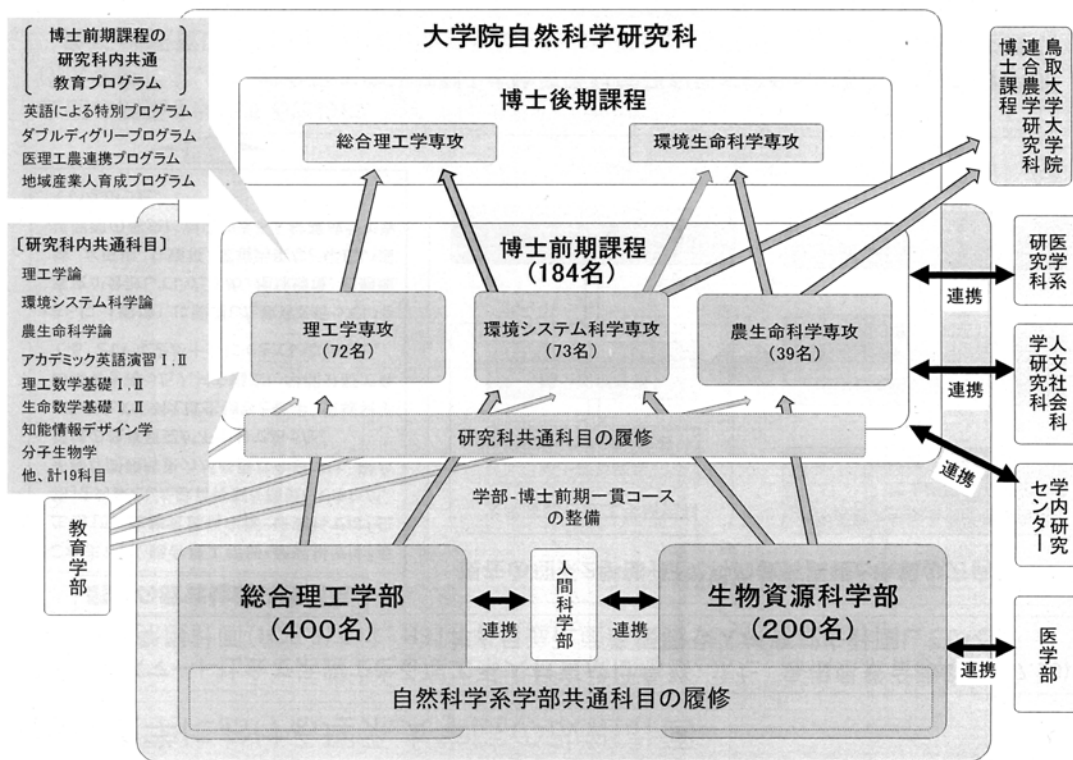 博士前期課程の
研究科内共通
教育プログラム
英語による特別プログラム
ダブルディグリープログラム
医理工農連携プログラム
地域産業人育成プログラム
〔研究科内共通科目〕
理工学論
環境システム科学論
農生命科学論
アカデミック英語演習Ⅰ,Ⅱ
理工数学基礎Ⅰ,Ⅱ
生命数学基礎Ⅰ,Ⅱ
知能情報デザイン学
分子生物学
他、計19科目
教育学部
大学院自然科学研究科
博士後期課程
総合理工学専攻
環境生命科学専攻
博士前期課程
(184名)
理工学専攻
(72名)
環境システム科学専攻
(73名)
農生命科学専攻
(39名)
研究科共通科目の履修
学部-博士前期一貫コース
の整備
総合理工学部
(400名)
連携
人間科学部
連携
生物資源科学部
(200名)
自然科学系学部共通科目の履修
鳥取大学大学院
連合農学研究科
博士課程
連携
医学系
研究科
連携
人文社会科
学研究科
連携
学内研究
センター
連携
医学部